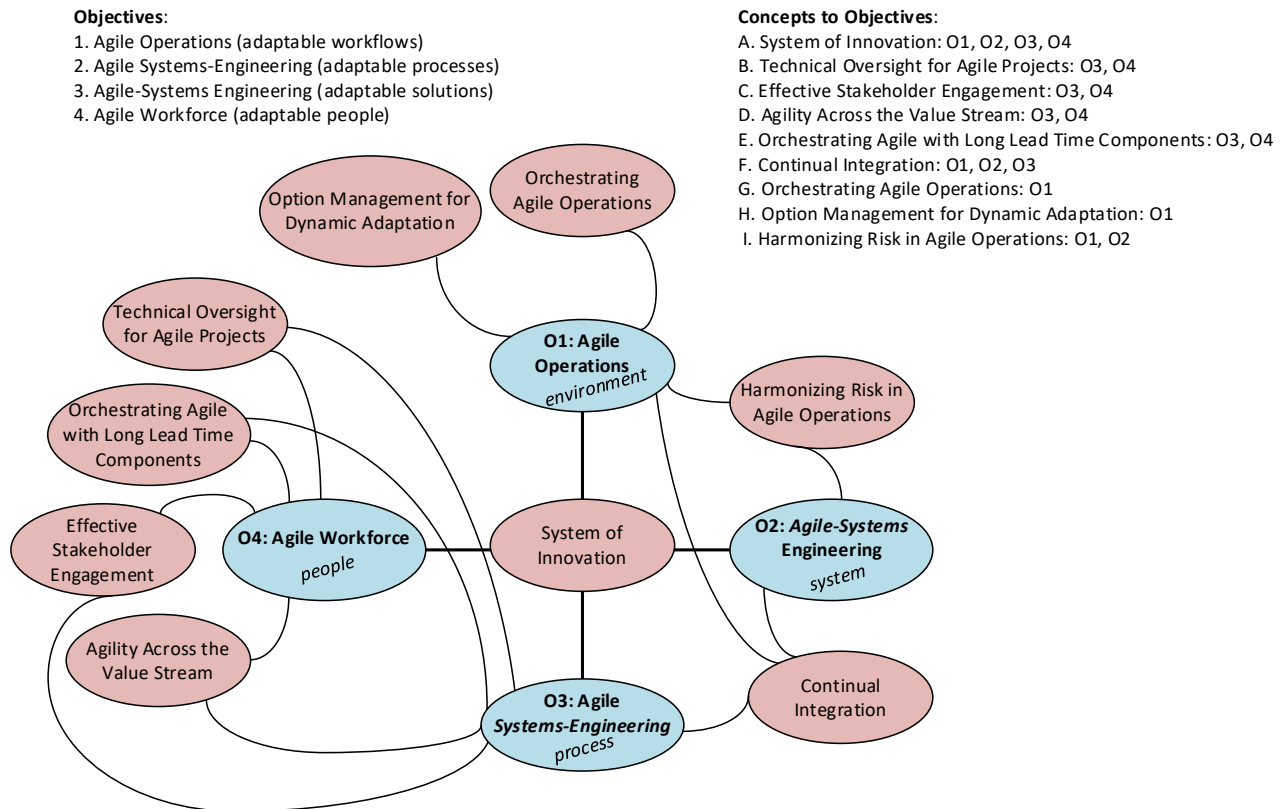 Objectives:
1. Agile Operations (adaptable workflows)
2. Agile Systems-Engineering (adaptable processes)
3. Agile-Systems Engineering (adaptable solutions)
4. Agile Workforce (adaptable people)
Concepts to Objectives:
A. System of Innovation: O1, O2, O3, O4
B. Technical Oversight for Agile Projects: O3, O4
C. Effective Stakeholder Engagement: O3, O4
D. Agility Across the Value Stream: O3, O4
E. Orchestrating Agile with Long Lead Time Components: O3, O4
F. Continual Integration: O1, O2, O3
G. Orchestrating Agile Operations: O1
H. Option Management for Dynamic Adaptation: O1
I. Harmonizing Risk in Agile Operations: O1, O2
Option Management for
Dynamic Adaptation
Orchestrating
Agile Operations
Technical Oversight
for Agile Projects
O1: Agile
Operations
environment
Harmonizing Risk in
Agile Operations
Orchestrating Agile
with Long Lead Time
Components
Effective
Stakeholder
Engagement
O4: Agile Workforce
people
System of
Innovation
O2: Agile-Systems
Engineering
system
Agility Across the
Value Stream
O3: Agile
Systems-Engineering
process
Continual
Integration